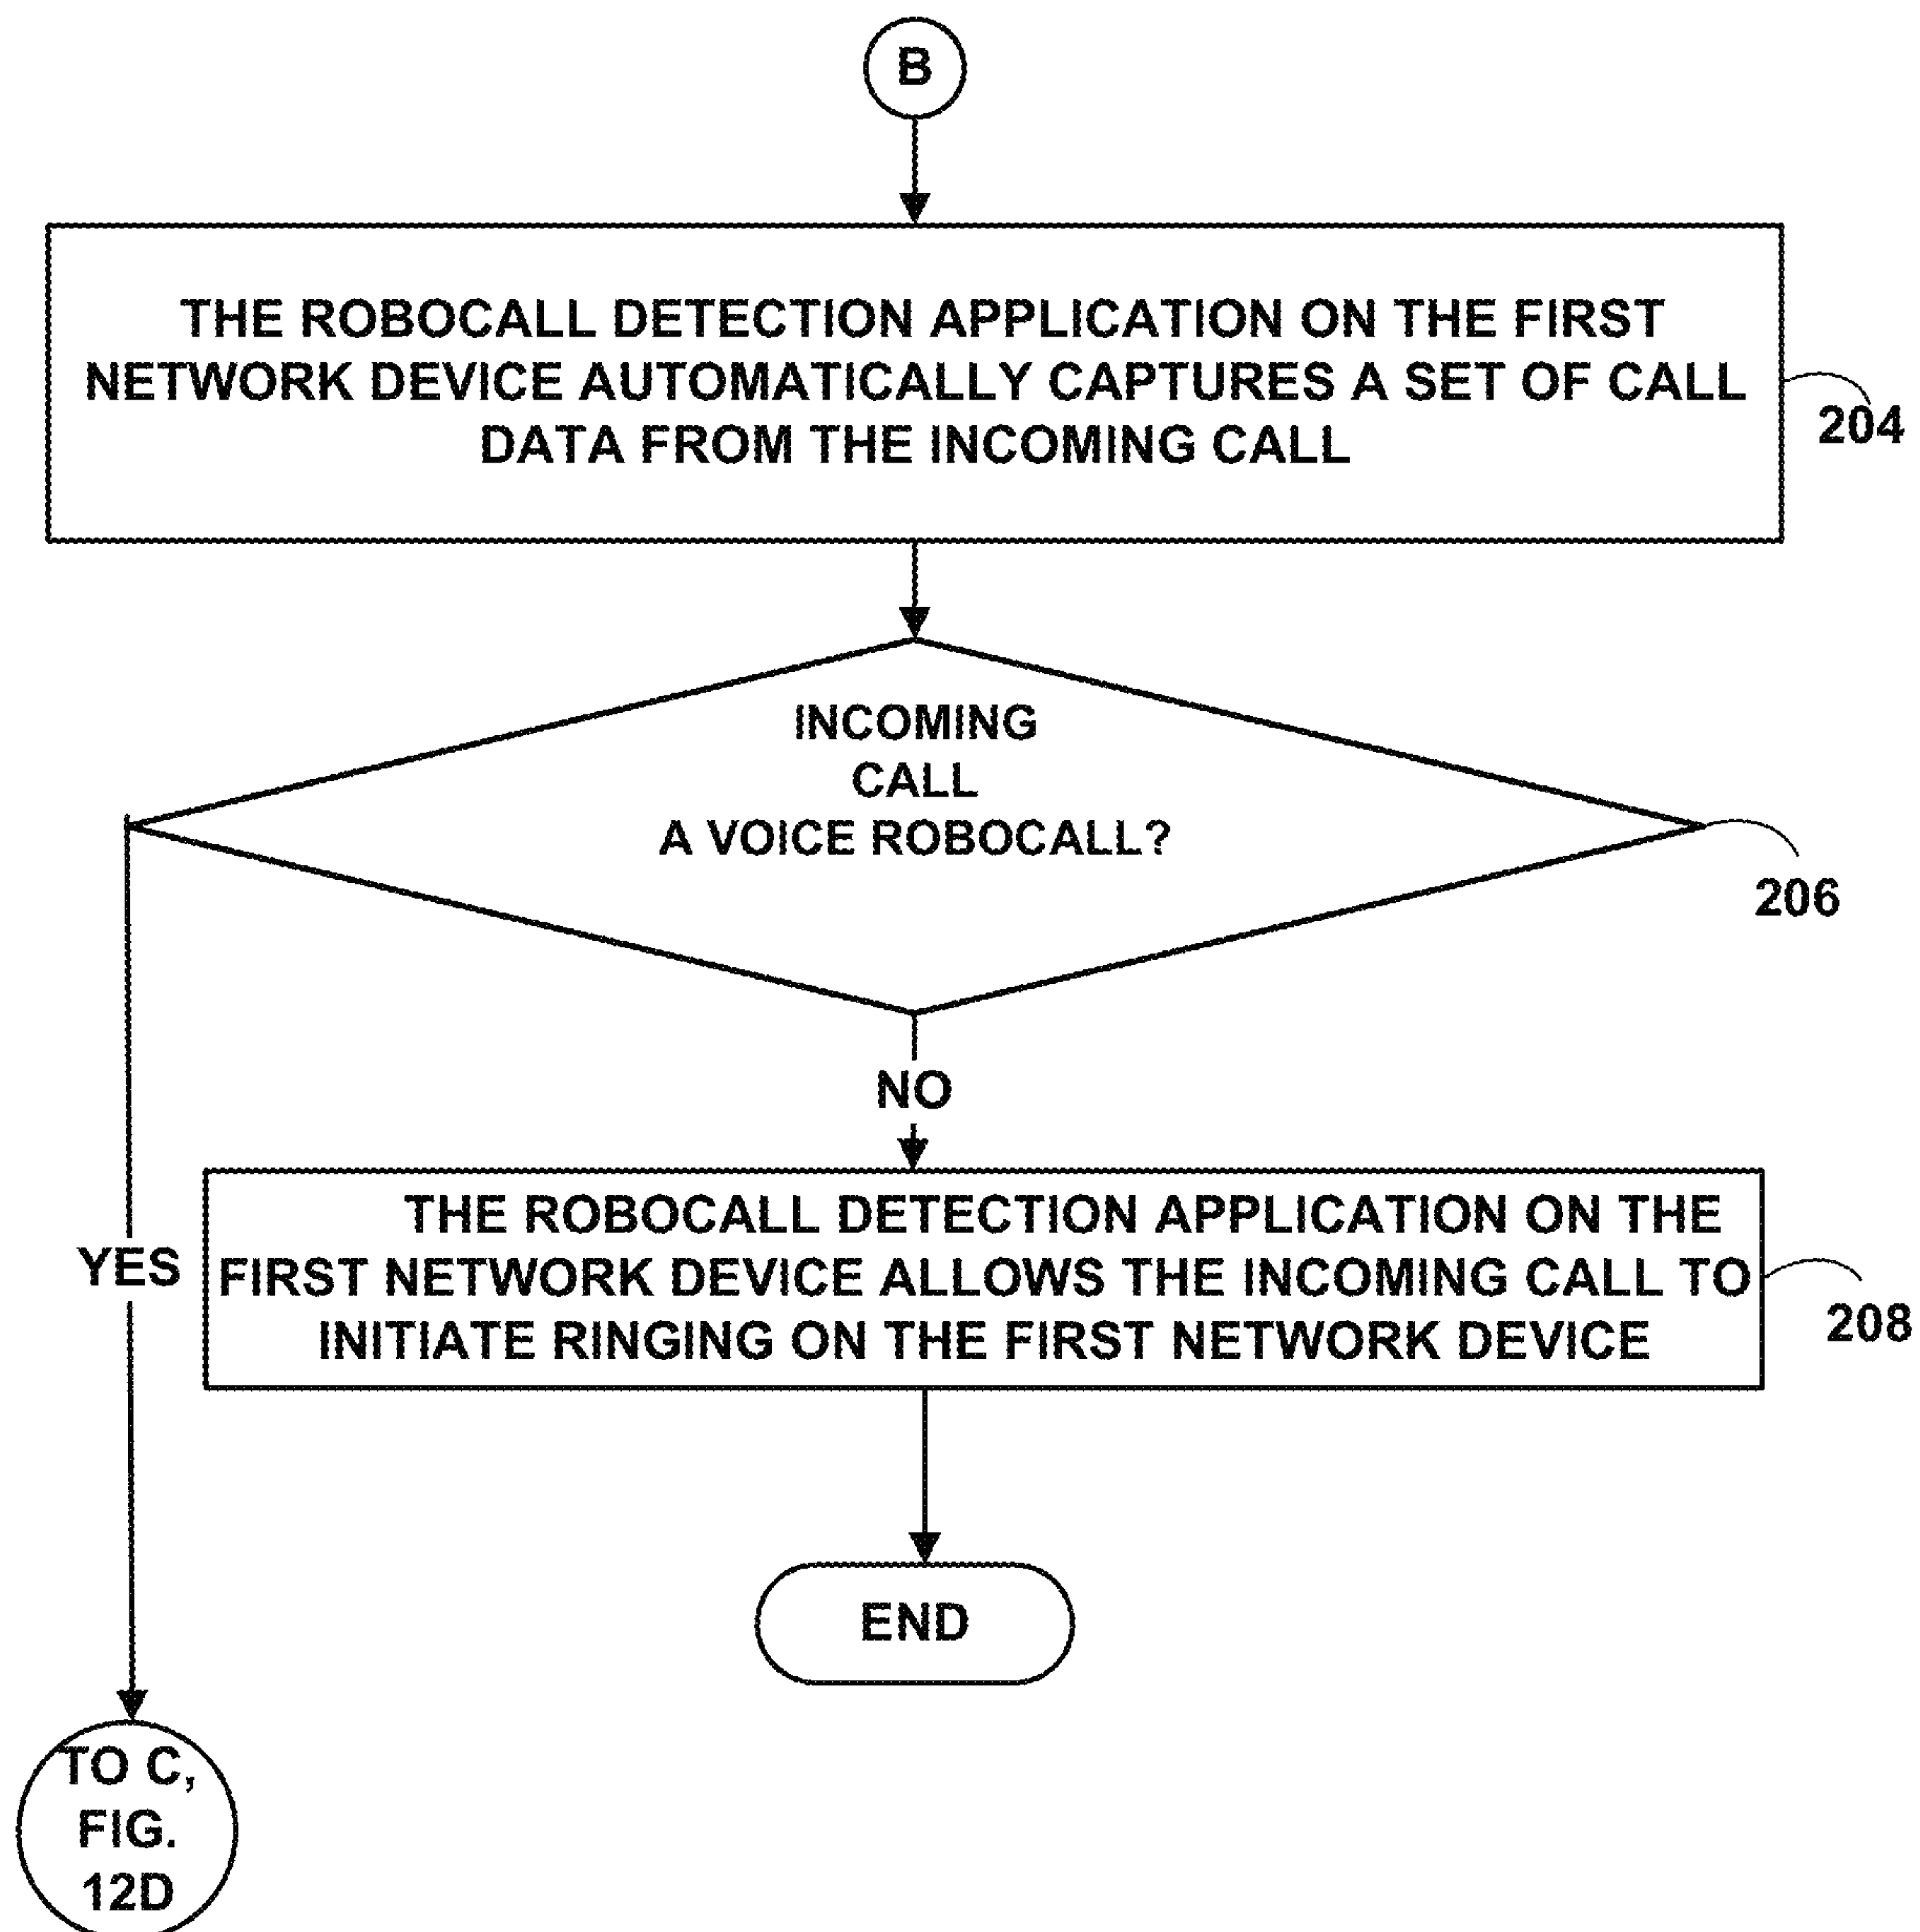 B
THE ROBOCALL DETECTION APPLICATION ON THE FIRST
NETWORK DEVICE AUTOMATICALLY CAPTURES A SET OF CALL
DATA FROM THE INCOMING CALL
204
INCOMING
CALL
A VOICE ROBOCALL?
206
NO
YES
THE ROBOCALL DETECTION APPLICATION ON THE
FIRST NETWORK DEVICE ALLOWS THE INCOMING CALL TO
INITIATE RINGING ON THE FIRST NETWORK DEVICE
208
END
TO C,
FIG.
12D